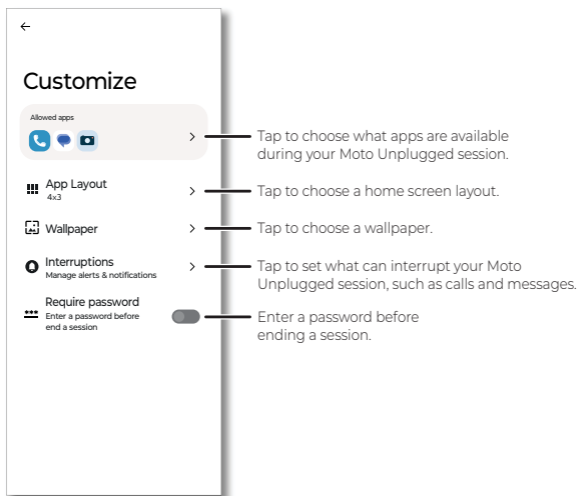 Customize
Allowed apps
Tap to choose what apps are available
during your Moto Unplugged session.
App Layout
4x3
Tap to choose a home screen layout.
Wallpaper
Tap to choose a wallpaper.
Interruptions
Manage alerts & notifications
Tap to set what can interrupt your Moto
Unplugged session, such as calls and messages.
Require password
Enter a password before
end a session
Enter a password before
ending a session.